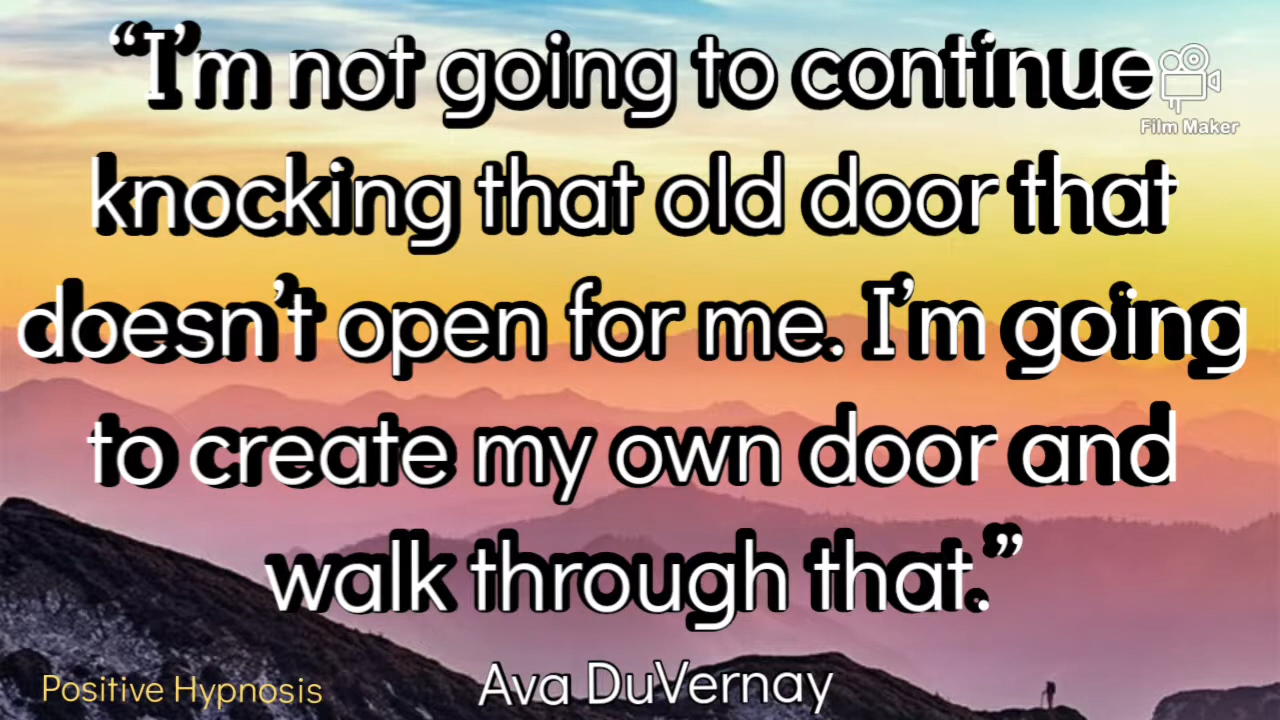 “I’m not going to continue
Film Maker
knocking that old door that
doesn’t open for me. I’m going
to create my own door and
walk through that.”
Ava DuVernay
Positive Hypnosis